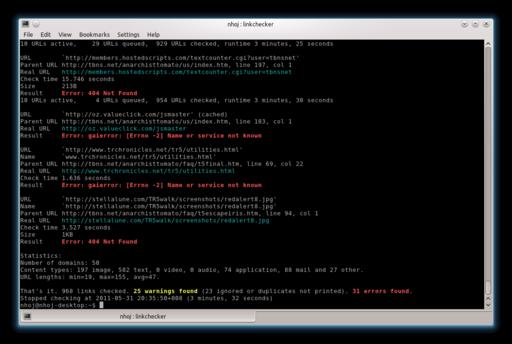 nhoj : linkchecker
File Edit View Bookmarks Settings Help
10 URLs active, 29 URLs queued, 929 URLs checked, runtime 3 minutes, 25 seconds
URL `http://members.hostedscripts.com/textcounter.cgi?user=tbnsnet'
Parent URL http://tbns.net/anarchisttomato/us/index.htm, line 197, col 1
Real URL http://members.hostedscripts.com/textcounter.cgi?user=tbnsnet
Check time 15.746 seconds
Size 213B
Result Error: 404 Not Found
10 URLs active, 4 URLs queued, 954 URLs checked, runtime 3 minutes, 30 seconds
URL `http://oz.valueclick.com/jsmaster' (cached)
Parent URL http://tbns.net/anarchisttomato/us/index.htm, line 183, col 1
Real URL http://oz.valueclick.com/jsmaster
Result Error: gaierror: [Errno -2] Name or service not known
URL `http://www.trchronicles.net/tr5/utilities.html'
Name `www.trchronicles.net/tr5/utilities.html'
Parent URL http://tbns.net/anarchisttomato/faq/t5final.htm, line 69, col 22
Real URL http://www.trchronicles.net/tr5/utilities.html
Check time 1.636 seconds
Result Error: gaierror: [Errno -2] Name or service not known
URL `http://stellalune.com/TR5walk/screenshots/redalert8.jpg'
Name `http://stellalune.com/TR5walk/screenshots/redalert8.jpg'
Parent URL http://tbns.net/anarchisttomato/faq/t5escapeiris.htm, line 94, col 1
Real URL http://stellalune.com/TR5walk/screenshots/redalert8.jpg
Check time 3.527 seconds
Size 1KB
Result Error: 404 Not Found
Statistics:
Number of domains: 50
Content types: 197 image, 582 text, 0 video, 0 audio, 74 application, 88 mail and 27 other.
URL lengths: min=19, max=155, avg=47.
That's it. 968 links checked. 25 warnings found (23 ignored or duplicates not printed). 31 errors found.
Stopped checking at 2011-05-31 20:35:50+008 (3 minutes, 32 seconds)
nhoj@nhoj-desktop:~$
nhoj : linkchecker